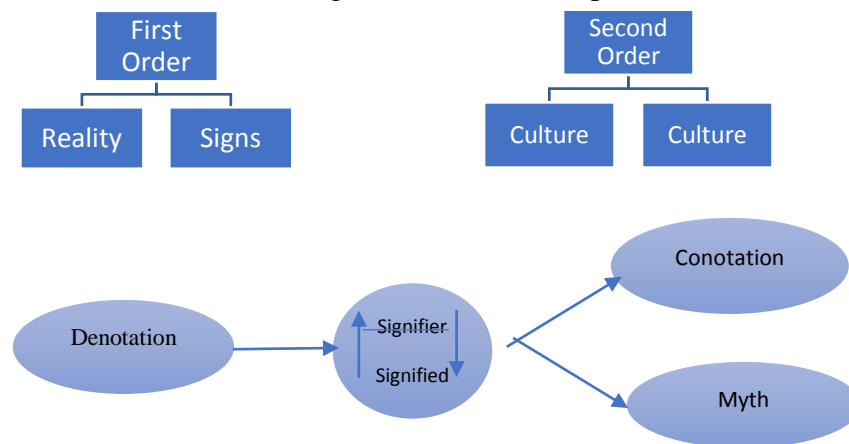 First
Order
Second
Order
Reality
Signs
Culture
Culture
Conotation
Denotation
Signifier
Signified
Myth